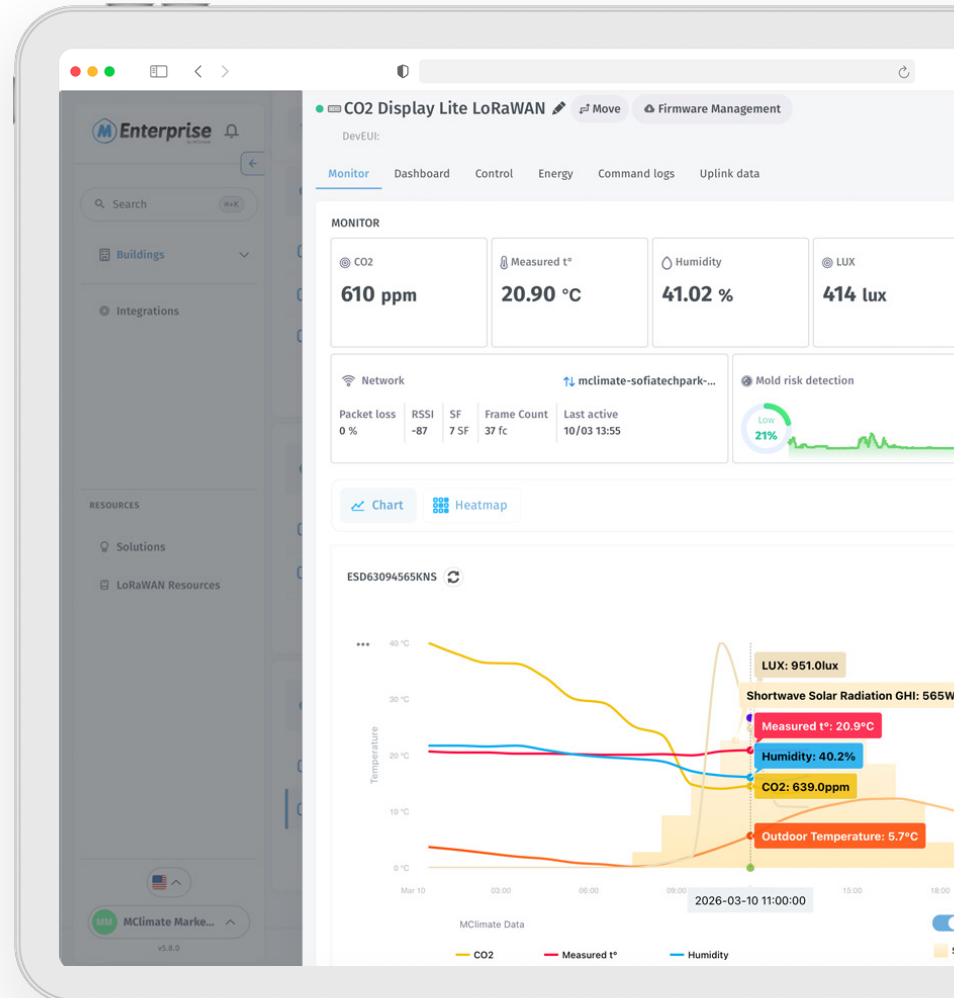 CO2 Display Lite LoRaWAN Move Firmware Management
DevEUI:
Monitor Dashboard Control Energy Command logs Uplink data
M Enterprise
Search ⌘+K
Buildings
Integrations
RESOURCES
Solutions
LoRaWAN Resources
MM MClimate Marke...
v5.8.0
MONITOR
CO2
610 ppm
Measured t°
20.90 °C
Humidity
41.02 %
LUX
414 lux
Network mclimate-sofiatechpark-...
Packet loss RSSI SF Frame Count Last active
0 % -87 7 SF 37 fc 10/03 13:55
Mold risk detection
Low
21%
Chart Heatmap
ESD63094565KNS
Temperature
40 °C
30 °C
20 °C
10 °C
0 °C
LUX: 951.0lux
Shortwave Solar Radiation GHI: 565W
Measured t°: 20.9°C
Humidity: 40.2%
CO2: 639.0ppm
Outdoor Temperature: 5.7°C
Mar 10 03:00 06:00 09:00 15:00 18:00
2026-03-10 11:00:00
MClimate Data
CO2 Measured t° Humidity